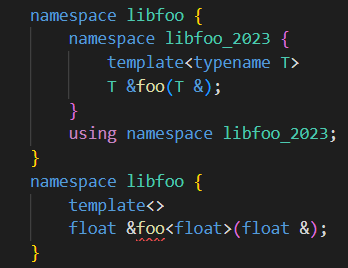 namespace libfoo {
    namespace libfoo_2023 {
        template<typename T>
        T &foo(T &);
    }
    using namespace libfoo_2023;
}
namespace libfoo {
    template<>
    float &foo<float>(float &);
}